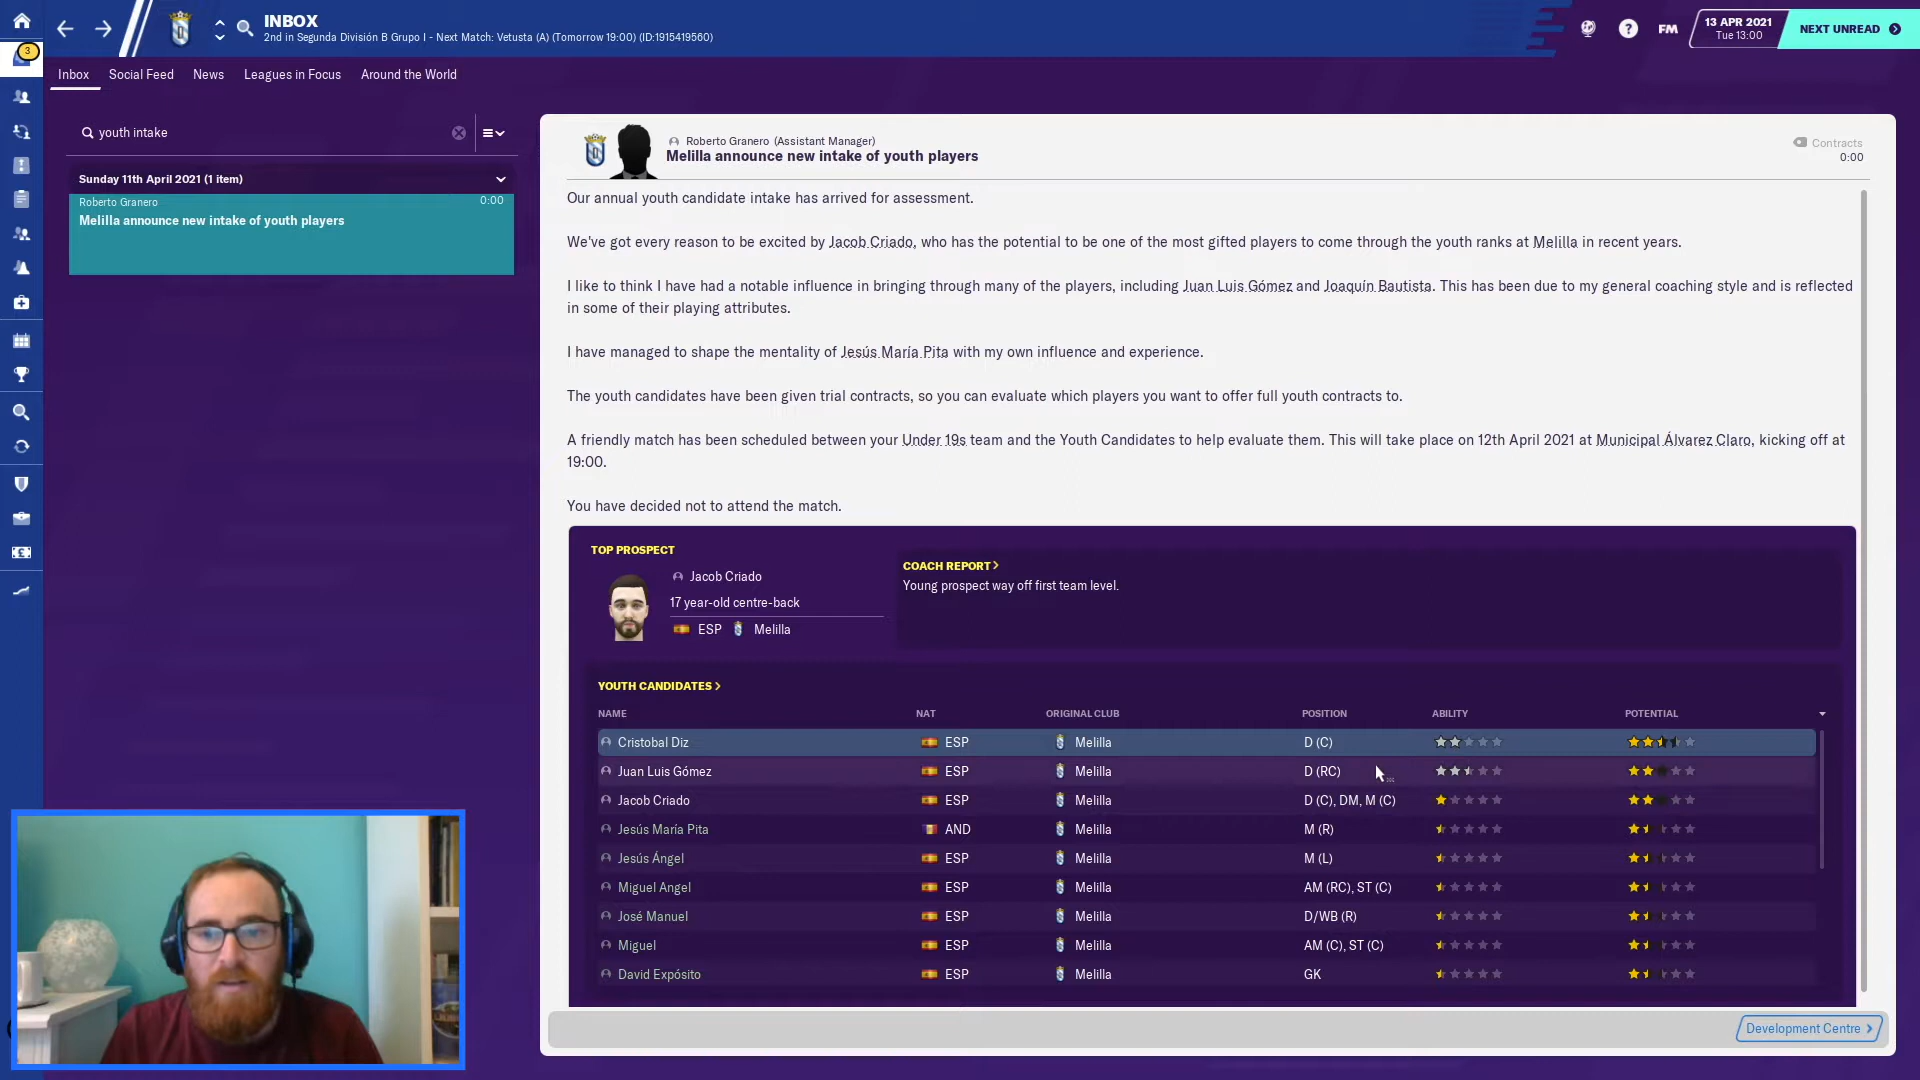 3
INBOX
2nd in Segunda División B Grupo I - Next Match: Vetusta (A) (Tomorrow 19:00) (ID:1915419560)
?
FM
13 APR 2021
Tue 13:00
NEXT UNREAD
Inbox
Social Feed
News
Leagues in Focus
Around the World
youth intake
Sunday 11th April 2021 (1 item)
Roberto Granero
0:00
Melilla announce new intake of youth players
Roberto Granero (Assistant Manager)
Melilla announce new intake of youth players
Contracts
0:00
Our annual youth candidate intake has arrived for assessment.
We've got every reason to be excited by Jacob Criado, who has the potential to be one of the most gifted players to come through the youth ranks at Melilla in recent years.
I like to think I have had a notable influence in bringing through many of the players, including Juan Luis Gómez and Joaquín Bautista. This has been due to my general coaching style and is reflected
in some of their playing attributes.
I have managed to shape the mentality of Jesús María Pita with my own influence and experience.
The youth candidates have been given trial contracts, so you can evaluate which players you want to offer full youth contracts to.
A friendly match has been scheduled between your Under 19s team and the Youth Candidates to help evaluate them. This will take place on 12th April 2021 at Municipal Álvarez Claro, kicking off at
19:00.
You have decided not to attend the match.
TOP PROSPECT
Jacob Criado
17 year-old centre-back
ESP Melilla
COACH REPORT >
Young prospect way off first team level.
YOUTH CANDIDATES >
NAME NAT ORIGINAL CLUB POSITION ABILITY POTENTIAL
Cristobal Diz ESP Melilla D (C)
Juan Luis Gómez ESP Melilla D (RC)
Jacob Criado ESP Melilla D (C), DM, M (C)
Jesús María Pita AND Melilla M (R)
Jesús Ángel ESP Melilla M (L)
Miguel Angel ESP Melilla AM (RC), ST (C)
José Manuel ESP Melilla D/WB (R)
Miguel ESP Melilla AM (C), ST (C)
David Expósito ESP Melilla GK
Development Centre >